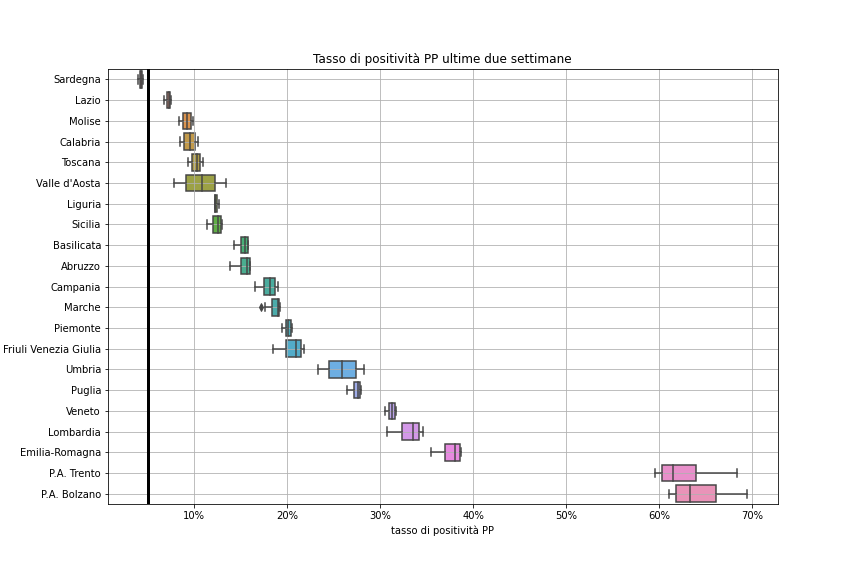 Tasso di positività PP ultime due settimane
Sardegna
Lazio
Molise
Calabria
Toscana
Valle d'Aosta
Liguria
Sicilia
Basilicata
Abruzzo
Campania
Marche
Piemonte
Friuli Venezia Giulia
Umbria
Puglia
Veneto
Lombardia
Emilia-Romagna
P.A. Trento
P.A. Bolzano
10% 20% 30% 40% 50% 60% 70%
tasso di positività PP